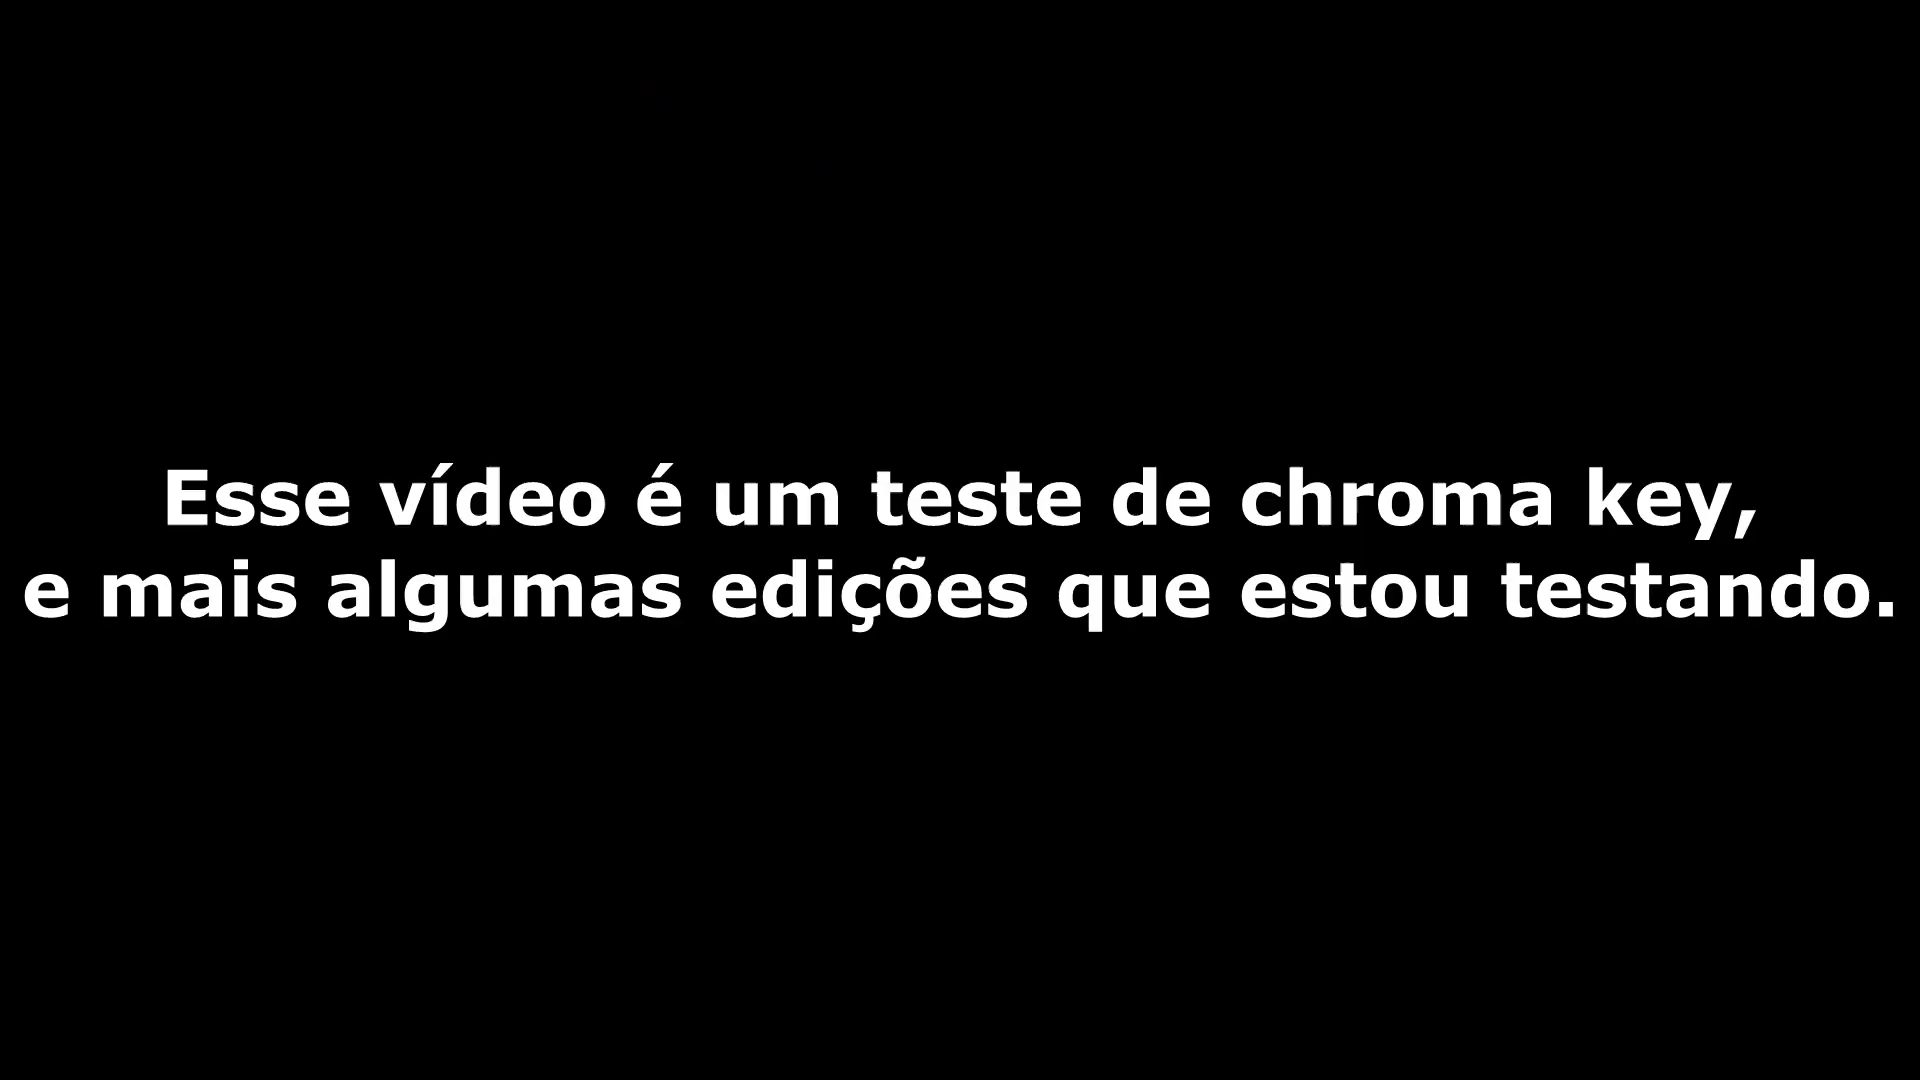 Esse vídeo é um teste de chroma key,
e mais algumas edições que estou testando.